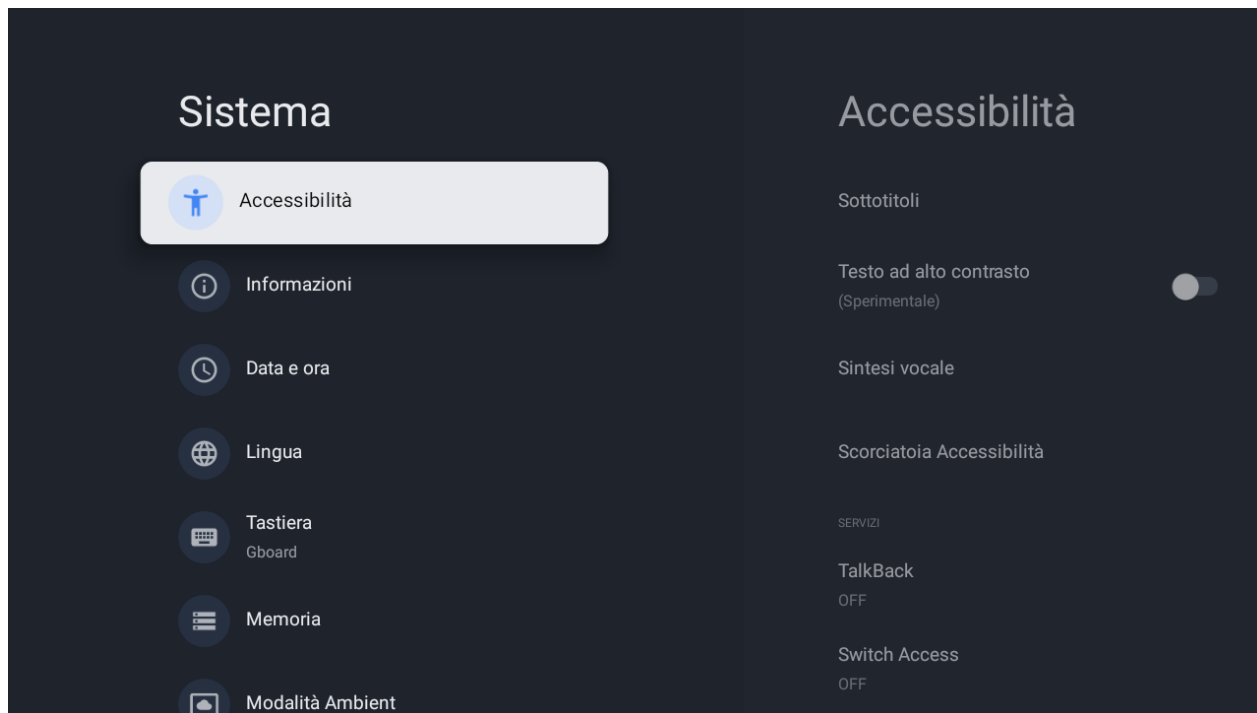 Sistema
Accessibilità
Informazioni
Data e ora
Lingua
Tastiera
Gboard
Memoria
Modalità Ambient
Accessibilità
Sottotitoli
Testo ad alto contrasto
(Sperimentale)
Sintesi vocale
Scorciatoia Accessibilità
SERVIZI
TalkBack
OFF
Switch Access
OFF